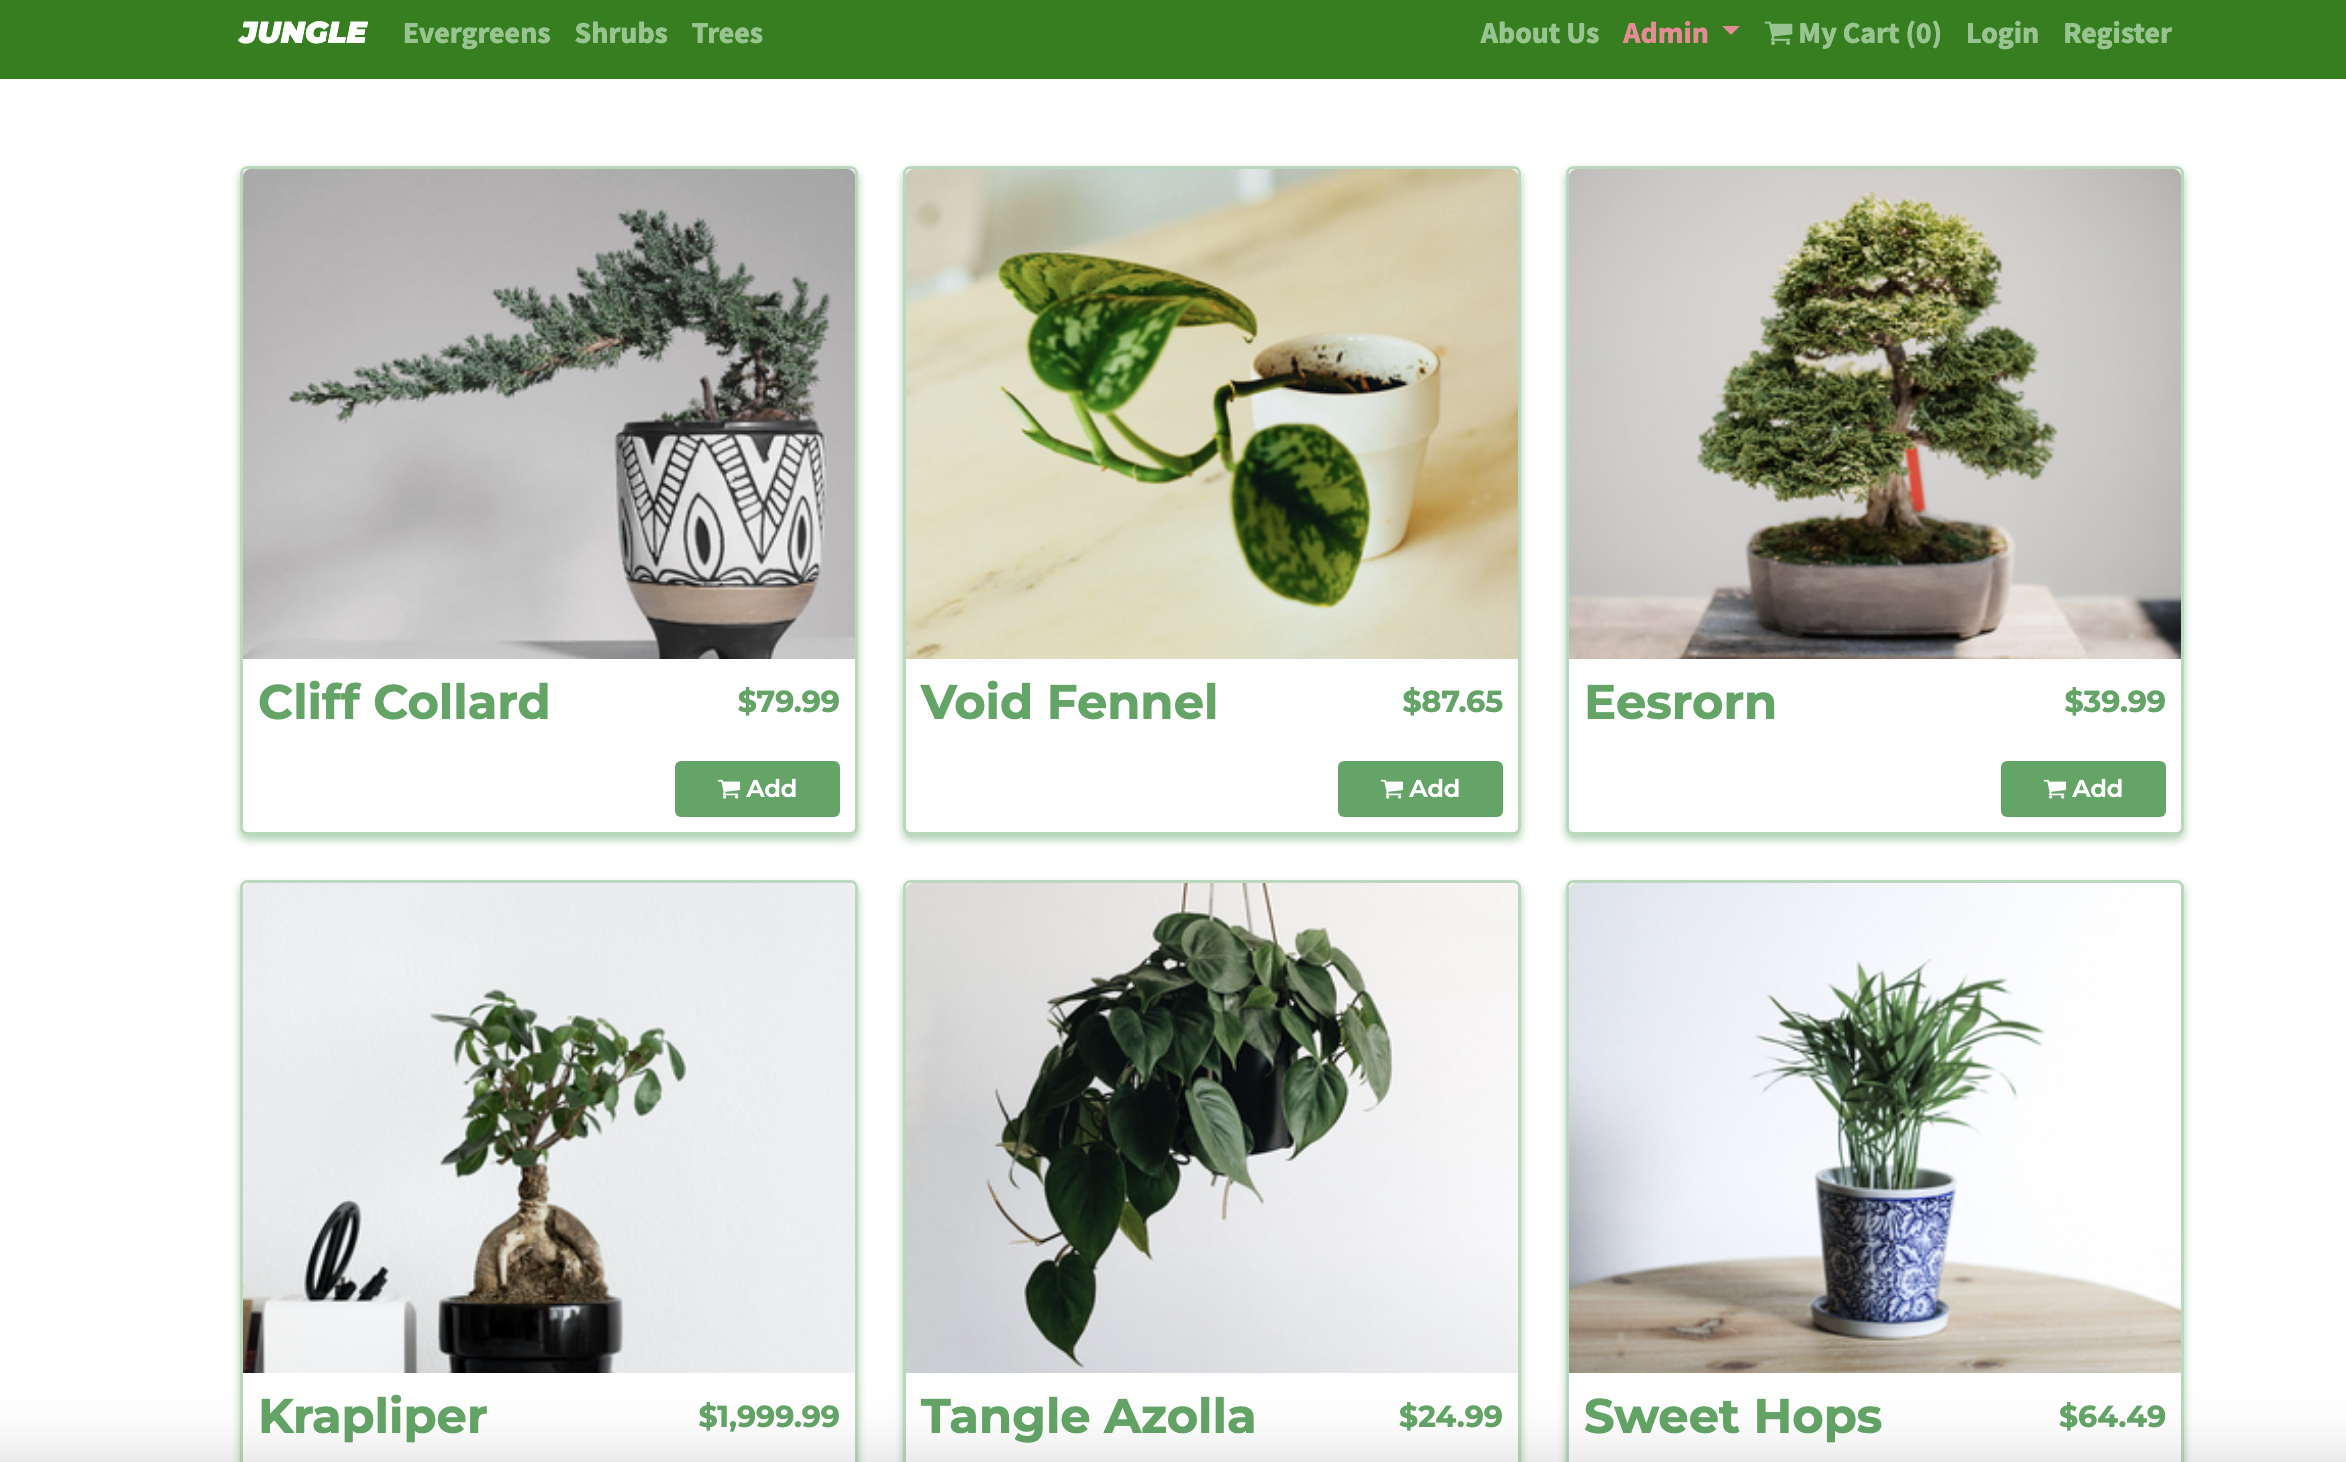 JUNGLE Evergreens Shrubs Trees About Us Admin My Cart (0) Login Register
Cliff Collard $79.99
Add
Void Fennel $87.65
Add
Eesrorn $39.99
Add
Krapliper $1,999.99
Tangle Azolla $24.99
Sweet Hops $64.49